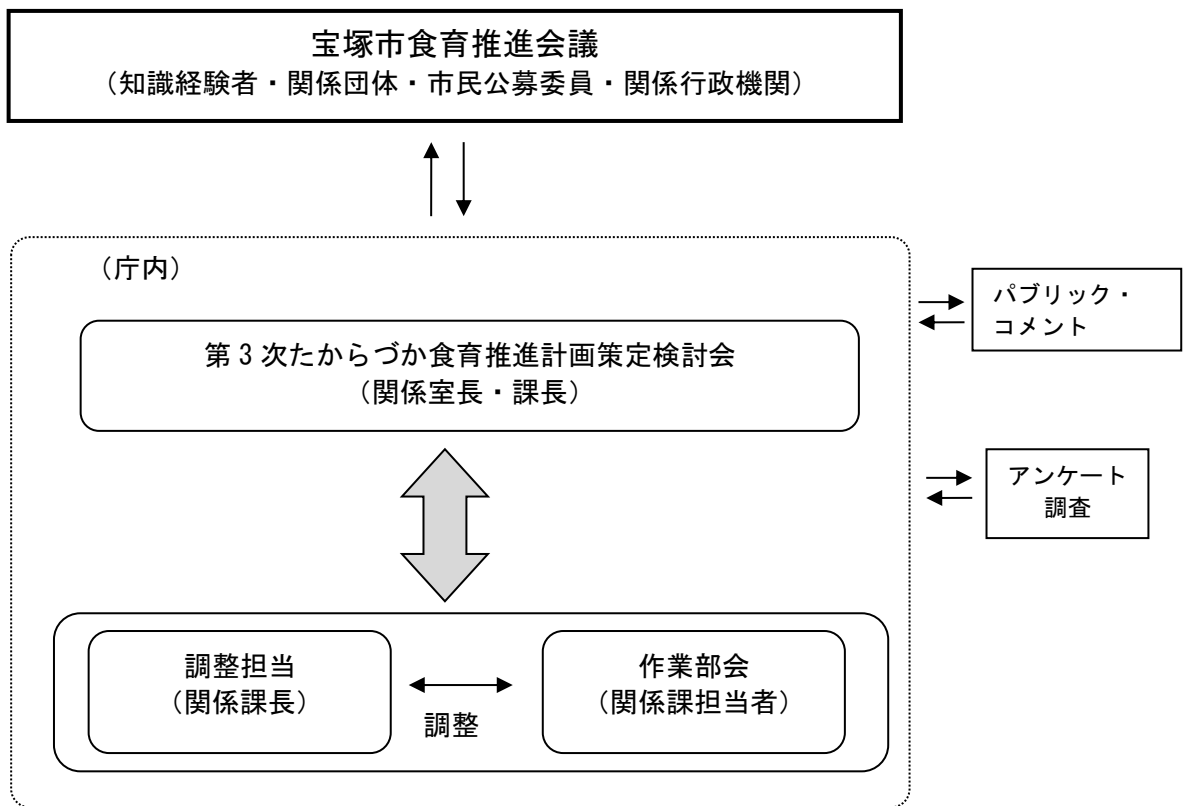 宝塚市食育推進会議
（知識経験者・関係団体・市民公募委員・関係行政機関）
（庁内）
第３次たからづか食育推進計画策定検討会
（関係室長・課長）
パブリック・
コメント
アンケート
調査
調整担当
（関係課長）
調整
作業部会
（関係課担当者）